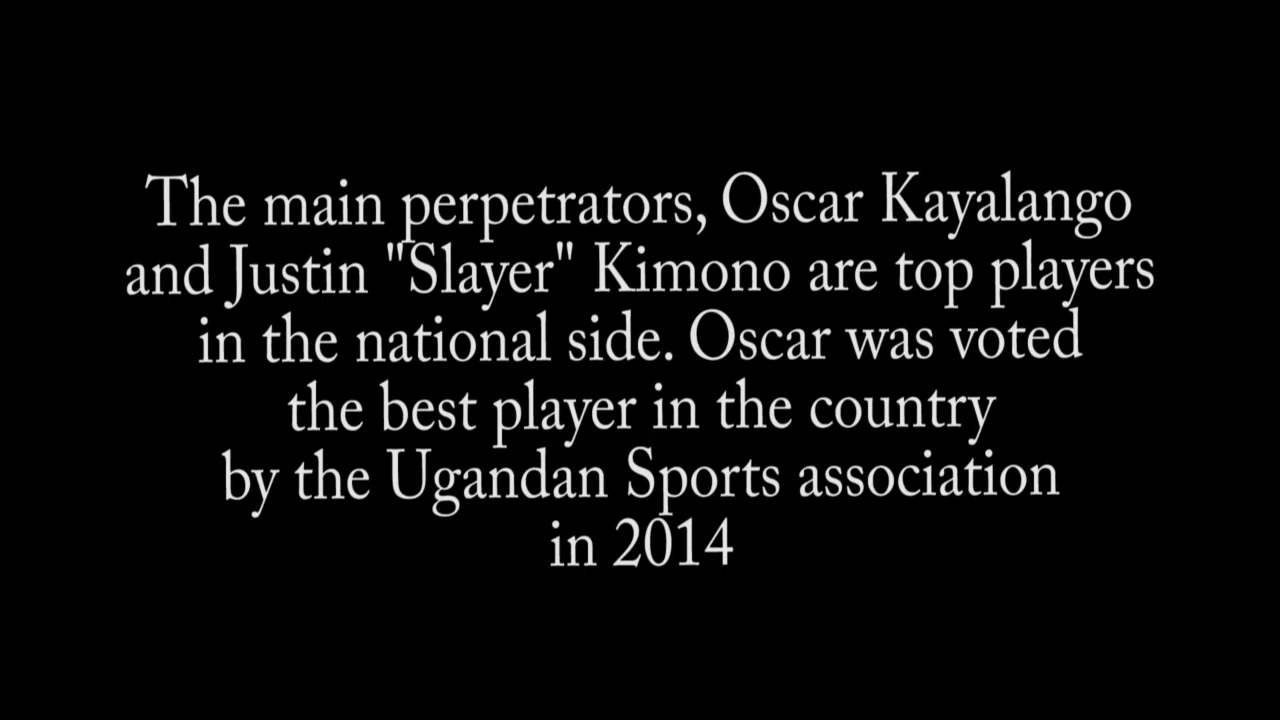 The main perpetrators, Oscar Kayalango
and Justin "Slayer" Kimono are top players
in the national side. Oscar was voted
the best player in the country
by the Ugandan Sports association
in 2014